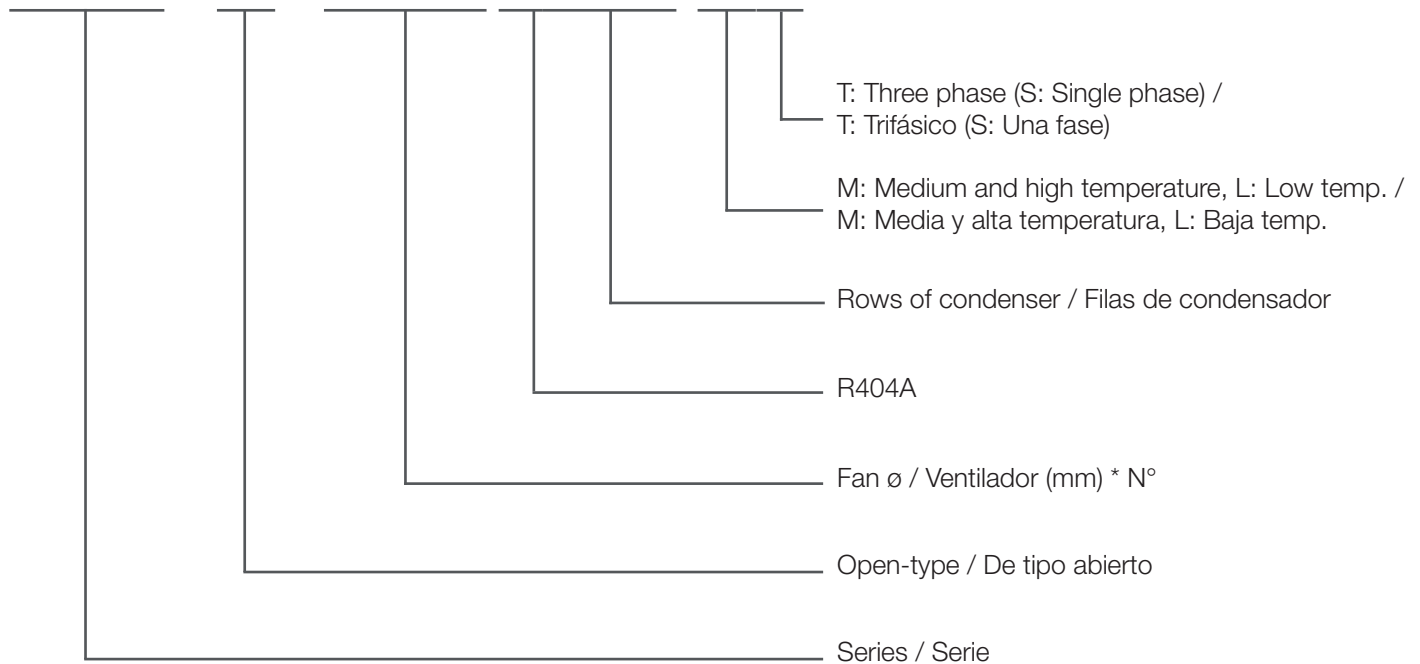 T: Three phase (S: Single phase) /
T: Trifásico (S: Una fase)
M: Medium and high temperature, L: Low temp. /
M: Media y alta temperatura, L: Baja temp.
Rows of condenser / Filas de condensador
R404A
Fan ø / Ventilador (mm) * N°
Open-type / De tipo abierto
Series / Serie